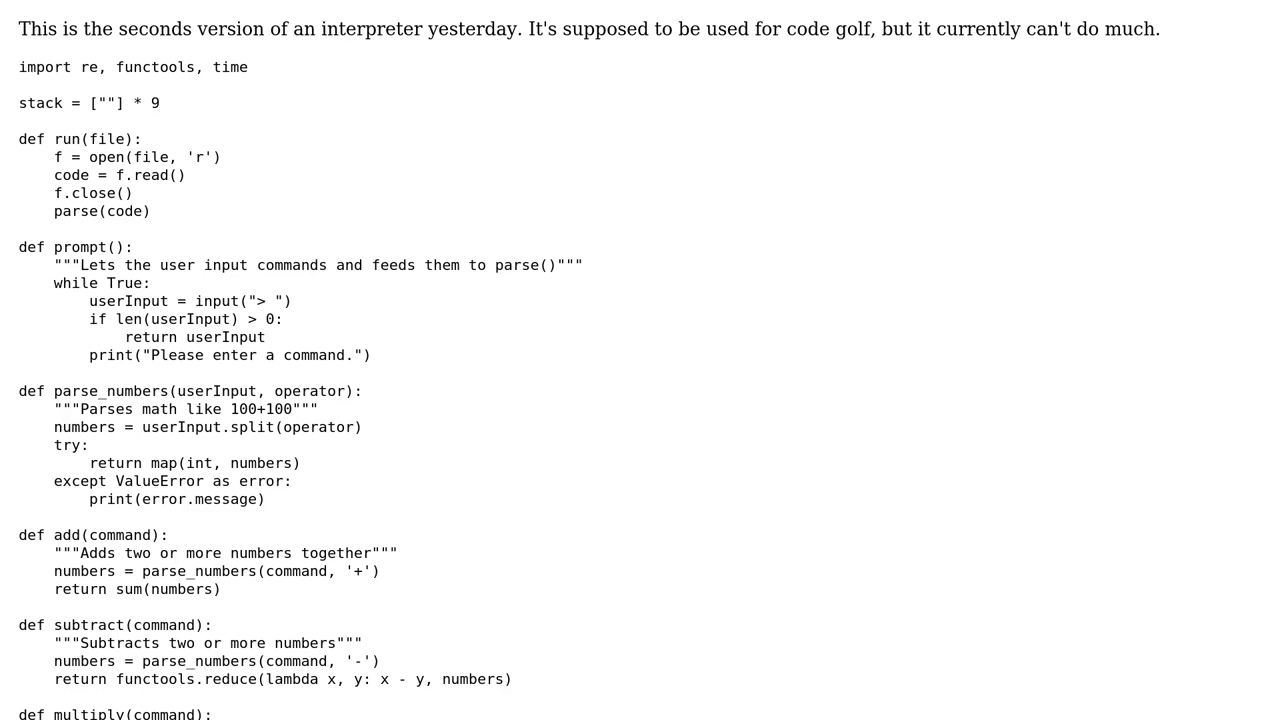 This is the seconds version of an interpreter yesterday. It's supposed to be used for code golf, but it currently can't do much.
import re, functools, time
stack = [""] * 9
def run(file):
    f = open(file, 'r')
    code = f.read()
    f.close()
    parse(code)
def prompt():
    """Lets the user input commands and feeds them to parse()"""
    while True:
        userInput = input("> ")
        if len(userInput) > 0:
            return userInput
        print("Please enter a command.")
def parse_numbers(userInput, operator):
    """Parses math like 100+100"""
    numbers = userInput.split(operator)
    try:
        return map(int, numbers)
    except ValueError as error:
        print(error.message)
def add(command):
    """Adds two or more numbers together"""
    numbers = parse_numbers(command, '+')
    return sum(numbers)
def subtract(command):
    """Subtracts two or more numbers"""
    numbers = parse_numbers(command, '-')
    return functools.reduce(lambda x, y: x - y, numbers)
def multiply(command):